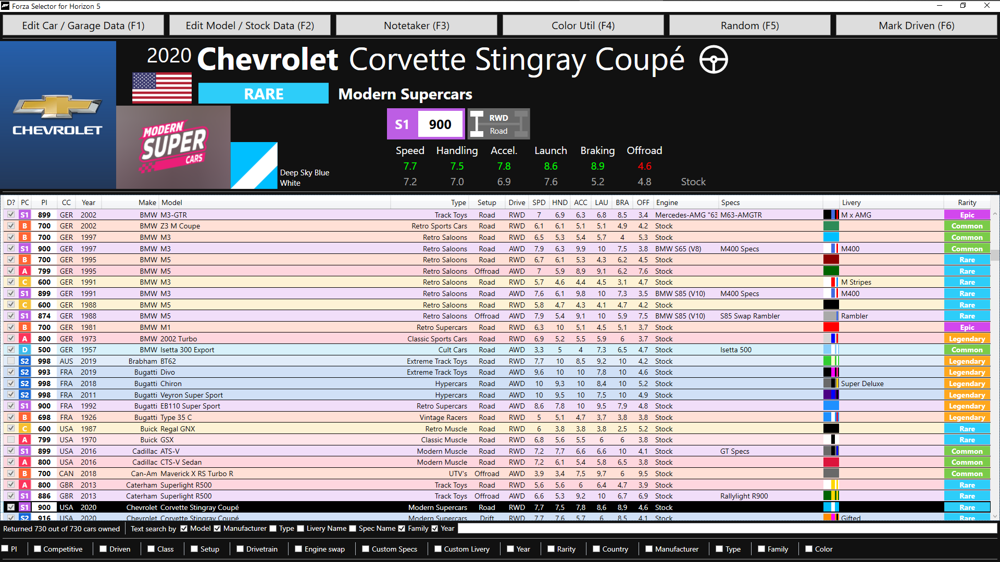 Forza Selector for Horizon 5
Edit Car / Garage Data (F1) Edit Model / Stock Data (F2) Notetaker (F3) Color Util (F4) Random (F5) Mark Driven (F6)
2020 Chevrolet Corvette Stingray Coupé
RARE Modern Supercars
CHEVROLET
MODERN
SUPER
CARS
S1 900 RWD
Road
Deep Sky Blue
White
Speed Handling Accel. Launch Braking Offroad
7.7 7.5 7.8 8.6 8.9 4.6
7.2 7.0 6.9 7.6 5.2 4.8 Stock
D? PC PI CC Year Make Model Type Setup Drive SPD HND ACC LAU BRA OFF Engine Specs Livery Rarity
S1 899 GER 2002 BMW M3-GTR Track Toys Road RWD 7 6,9 6,3 6,8 8,5 3,4 Mercedes-AMG "63 M63-AMGTR M x AMG Epic
B 700 GER 2002 BMW Z3 M Coupe Retro Sports Cars Road RWD 6,1 6,1 5,1 5,1 4,9 4,2 Stock Common
B 700 GER 1997 BMW M3 Retro Saloons Road RWD 6,5 5,3 5,4 5,7 4 5,3 Stock Common
S1 900 GER 1997 BMW M3 Retro Saloons Road AWD 7,9 6,3 9,9 10 7,5 3,8 BMW S65 (V8) M400 Specs M400 Common
B 700 GER 1995 BMW M5 Retro Saloons Road RWD 6,7 6,1 5,3 4,3 6,2 4,5 Stock Rare
A 799 GER 1995 BMW M5 Retro Saloons Offroad AWD 7 5,9 8,9 9,1 6,2 7,6 Stock Rare
C 600 GER 1991 BMW M3 Retro Saloons Road RWD 5,7 4,6 4,4 4,5 3,1 4,7 Stock M Stripes Rare
S1 899 GER 1991 BMW M3 Retro Saloons Road AWD 7,6 6,1 9,8 10 7,3 3,5 BMW S85 (V10) M400 Specs M400 Rare
C 600 GER 1988 BMW M5 Retro Saloons Road RWD 5,8 4,7 4,3 4,1 4,7 4,2 Stock Rare
S1 874 GER 1988 BMW M5 Retro Saloons Offroad AWD 7,9 5,4 9,1 10 5,9 7,5 BMW S85 (V10) S85 Swap Rambler Rambler Rare
B 700 GER 1981 BMW M1 Retro Supercars Road RWD 6,3 10 5,1 4,5 5,1 3,7 Stock Epic
A 800 GER 1973 BMW 2002 Turbo Classic Sports Cars Road RWD 6,9 5,2 5,5 5,9 6 3,7 Stock Legendary
D 500 GER 1957 BMW Isetta 300 Export Cult Cars Road AWD 3,3 5 4 7,3 6,5 4,7 Stock Isetta 500 Common
S2 998 AUS 2019 Brabham BT62 Extreme Track Toys Road RWD 7,7 10 8,5 9,2 10 4,2 Stock Legendary
S2 993 FRA 2019 Bugatti Divo Extreme Track Toys Road AWD 9,6 10 10 7,8 10 4,6 Stock Legendary
S2 998 FRA 2018 Bugatti Chiron Hypercars Road AWD 10 9,3 10 8,4 10 5,2 Stock Super Deluxe Legendary
S2 998 FRA 2011 Bugatti Veyron Super Sport Hypercars Road AWD 10 9,5 10 7,5 10 4,9 Stock Legendary
S1 900 FRA 1992 Bugatti EB110 Super Sport Retro Supercars Road AWD 8,6 7,8 10 9,5 7,9 4,8 Stock Legendary
B 698 FRA 1926 Bugatti Type 35 C Vintage Racers Road RWD 5 5,1 4,7 3,7 3,8 3,8 Stock Legendary
C 600 USA 1987 Buick Regal GNX Retro Muscle Road RWD 6 3,8 3,8 3,8 2,5 5,2 Stock Rare
A 799 USA 1970 Buick GSX Classic Muscle Road RWD 6,8 5,6 5,5 6 6 3,8 Stock Rare
S1 899 USA 2016 Cadillac ATS-V Modern Muscle Road RWD 7,2 7,7 6,6 6,6 10 4,1 Stock GT Specs Common
A 800 USA 2016 Cadillac CTS-V Sedan Modern Muscle Road RWD 7,2 6,1 5,4 5,8 6,5 3,8 Stock Common
B 700 CAN 2018 Can-Am Maverick X RS Turbo R UTV's Offroad AWD 3,9 3,4 7,5 9,7 6 9,5 Stock Common
A 800 GBR 2013 Caterham Superlight R500 Track Toys Road RWD 5,6 5,6 6 6,4 4,7 3,9 Stock Rare
S1 886 GBR 2013 Caterham Superlight R500 Track Toys Offroad AWD 6,6 5,3 9,2 10 6,7 6,9 Stock Rallylight R900 Rare
S1 900 USA 2020 Chevrolet Corvette Stingray Coupé Modern Supercars Road RWD 7,7 7,5 7,8 8,6 8,9 4,6 Stock Rare
S2 916 USA 2020 Chevrolet Corvette Stingray Coupé Modern Supercars Drift RWD 7,7 7,6 5,7 6 8,5 4,1 Stock Gifted Rare
Returned 730 out of 730 cars owned Text search by Model Manufacturer Type Livery Name Spec Name Family Year
PI Competitive Driven Class Setup Drivetrain Engine swap Custom Specs Custom Livery Year Rarity Country Manufacturer Type Family Color